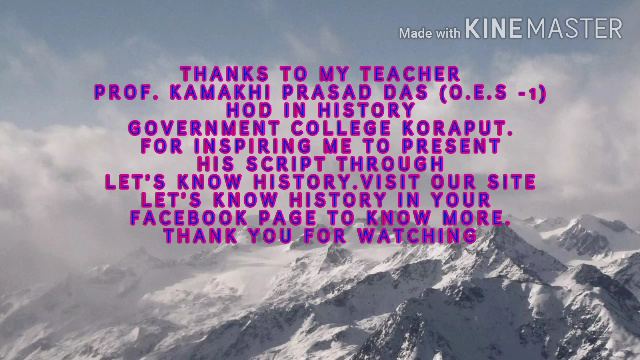 Made with KINEMASTER
THANKS TO MY TEACHER
PROF. KAMAKHI PRASAD DAS (O.E.S -1)
HOD IN HISTORY
GOVERNMENT COLLEGE KORAPUT.
FOR INSPIRING ME TO PRESENT
HIS SCRIPT THROUGH
LET'S KNOW HISTORY.VISIT OUR SITE
LET'S KNOW HISTORY IN YOUR
FACEBOOK PAGE TO KNOW MORE.
THANK YOU FOR WATCHING